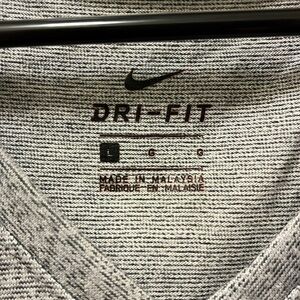 DRI-FIT
L G G
MADE IN MALAYSIA
FABRIQUÉ EN MALAISIE